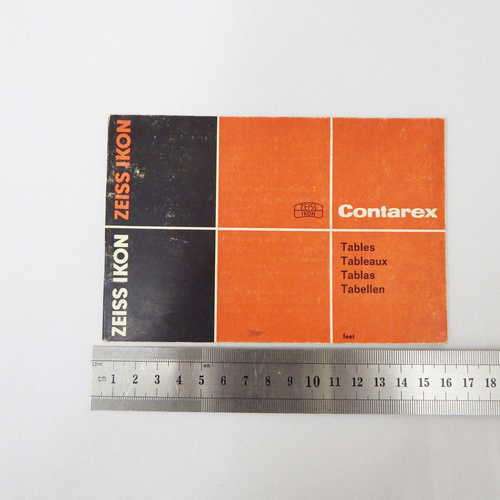 ZEISS IKON
ZEISS IKON
ZEISS
IKON
Contarex
Tables
Tableaux
Tablas
Tabellen
feet
cm 1 2 3 4 5 6 7 8 9 10 11 12 13 14 15 16 17 18